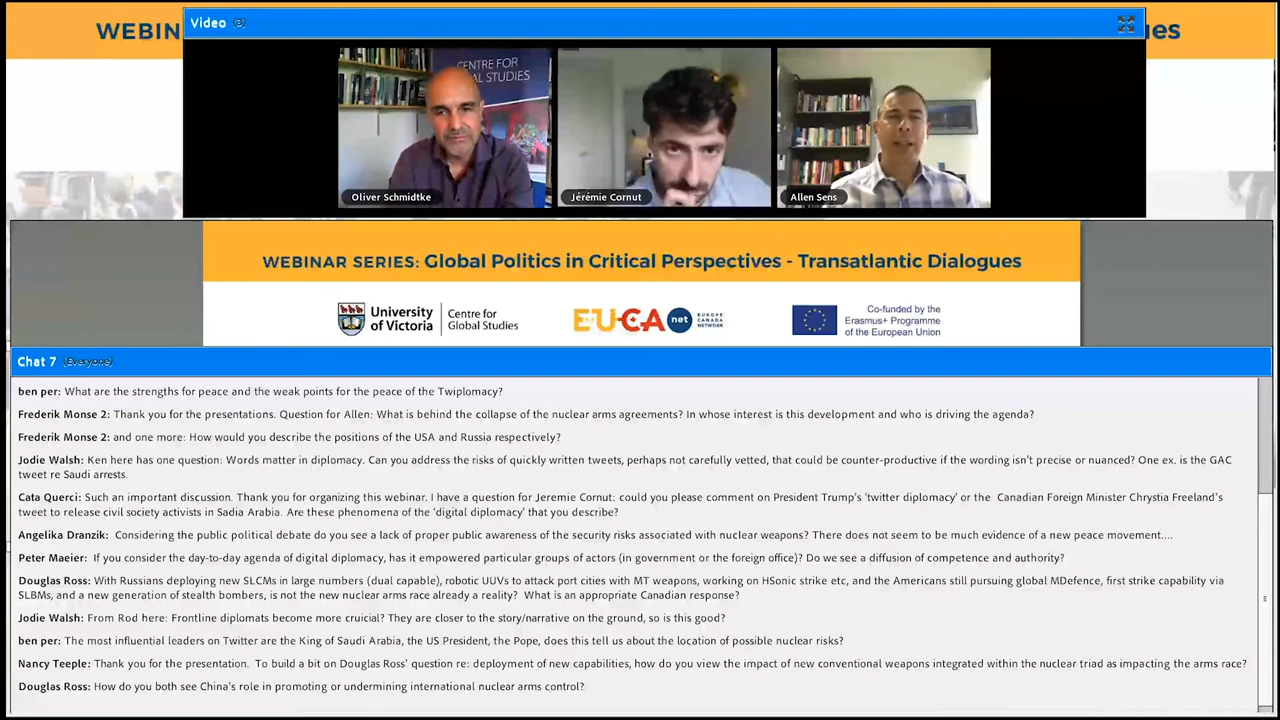 WEBIN
ies
Video (3)
CENTRE FOR
AL STUDIES
Oliver Schmidtke
Jérémie Cornut
Allen Sens
WEBINAR SERIES: Global Politics in Critical Perspectives - Transatlantic Dialogues
University of Victoria
Centre for Global Studies
EUCAnet
EUROPE CANADA NETWORK
Co-funded by the
Erasmus+ Programme
of the European Union
Chat 7 (Everyone)
ben per: What are the strengths for peace and the weak points for the peace of the Twiplomacy?
Frederik Monse 2: Thank you for the presentations. Question for Allen: What is behind the collapse of the nuclear arms agreements? In whose interest is this development and who is driving the agenda?
Frederik Monse 2: and one more: How would you describe the positions of the USA and Russia respectively?
Jodie Walsh: Ken here has one question: Words matter in diplomacy. Can you address the risks of quickly written tweets, perhaps not carefully vetted, that could be counter-productive if the wording isn't precise or nuanced? One ex. is the GAC
tweet re Saudi arrests.
Cata Querci: Such an important discussion. Thank you for organizing this webinar. I have a question for Jeremie Cornut: could you please comment on President Trump's 'twitter diplomacy' or the Canadian Foreign Minister Chrystia Freeland's
tweet to release civil society activists in Sadia Arabia. Are these phenomena of the 'digital diplomacy' that you describe?
Angelika Dranzik: Considering the public political debate do you see a lack of proper public awareness of the security risks associated with nuclear weapons? There does not seem to be much evidence of a new peace movement....
Peter Maeier: If you consider the day-to-day agenda of digital diplomacy, has it empowered particular groups of actors (in government or the foreign office)? Do we see a diffusion of competence and authority?
Douglas Ross: With Russians deploying new SLCMs in large numbers (dual capable), robotic UUVs to attack port cities with MT weapons, working on HSonic strike etc, and the Americans still pursuing global MDefence, first strike capability via
SLBMs, and a new generation of stealth bombers, is not the new nuclear arms race already a reality? What is an appropriate Canadian response?
Jodie Walsh: From Rod here: Frontline diplomats become more cruicial? They are closer to the story/narrative on the ground, so is this good?
ben per: The most influential leaders on Twitter are the King of Saudi Arabia, the US President, the Pope, does this tell us about the location of possible nuclear risks?
Nancy Teeple: Thank you for the presentation. To build a bit on Douglas Ross' question re: deployment of new capabilities, how do you view the impact of new conventional weapons integrated within the nuclear triad as impacting the arms race?
Douglas Ross: How do you both see China's role in promoting or undermining international nuclear arms control?